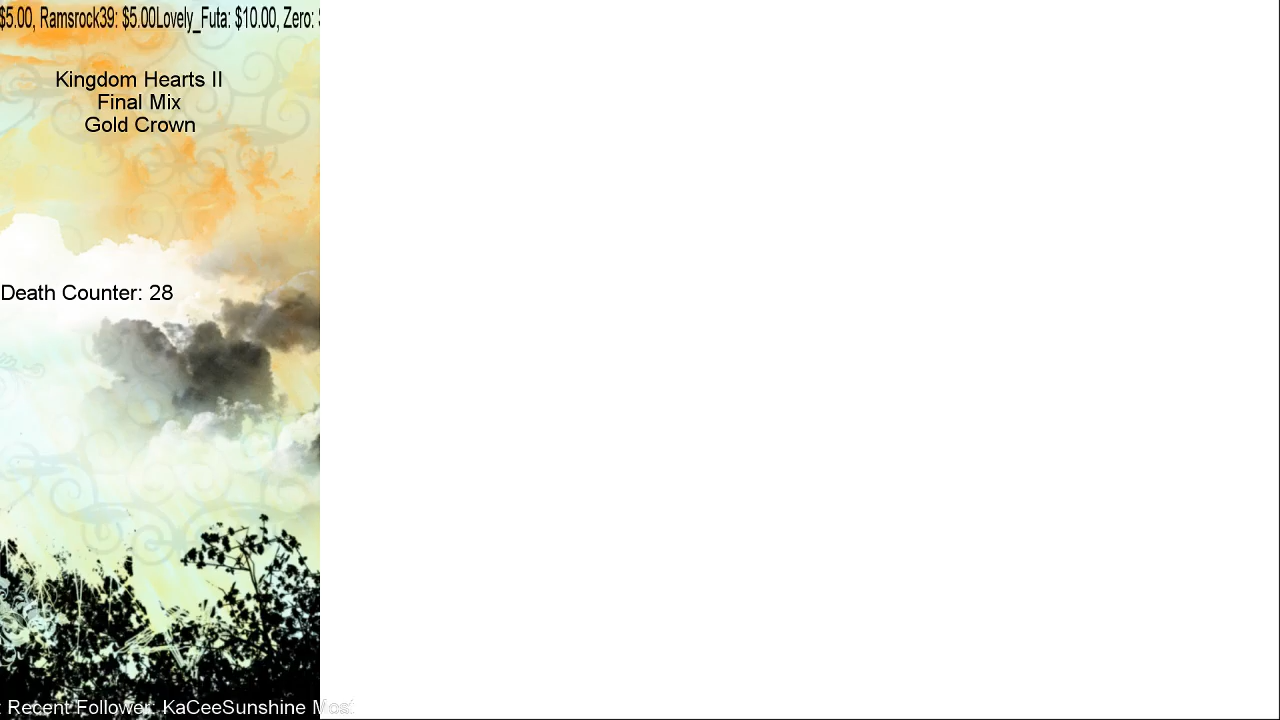 $5.00, Ramsrock39: $5.00Lovely_Futa: $10.00, Zero:
Kingdom Hearts II
Final Mix
Gold Crown
Death Counter: 28
: Recent Follower: KaCeeSunshine Most